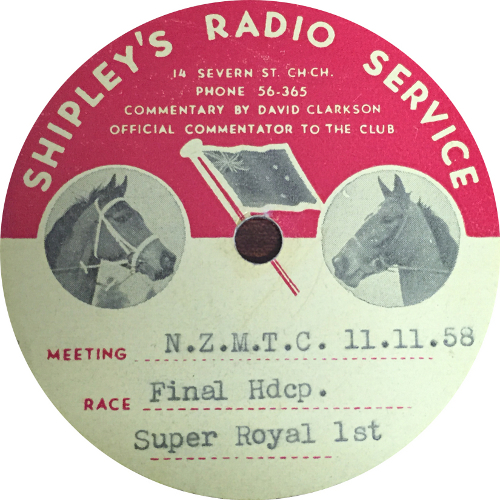 SHIPLEY'S RADIO SERVICE
14 SEVERN ST. CH·CH.
PHONE 56-365
COMMENTARY BY DAVID CLARKSON
OFFICIAL COMMENTATOR TO THE CLUB
MEETING N.Z.M.T.C. 11.11.58
RACE Final Hdcp.
Super Royal 1st